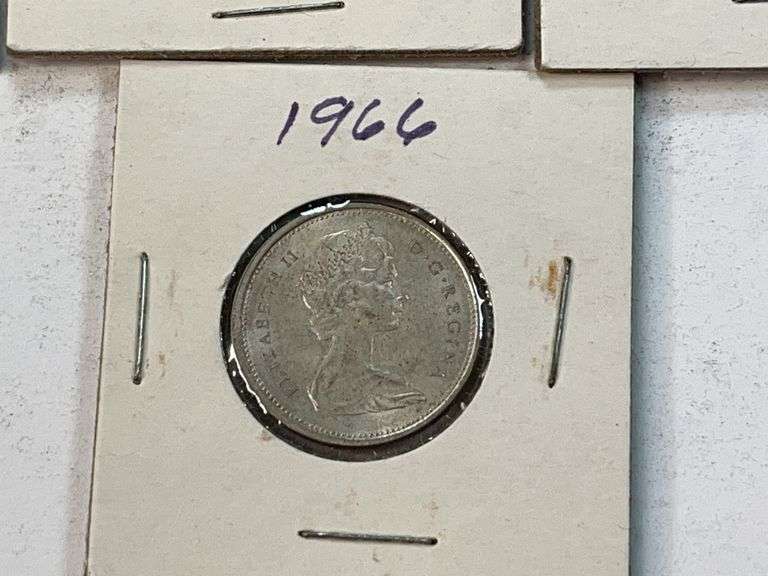 1966
ELIZABETH II D·G·REGINA